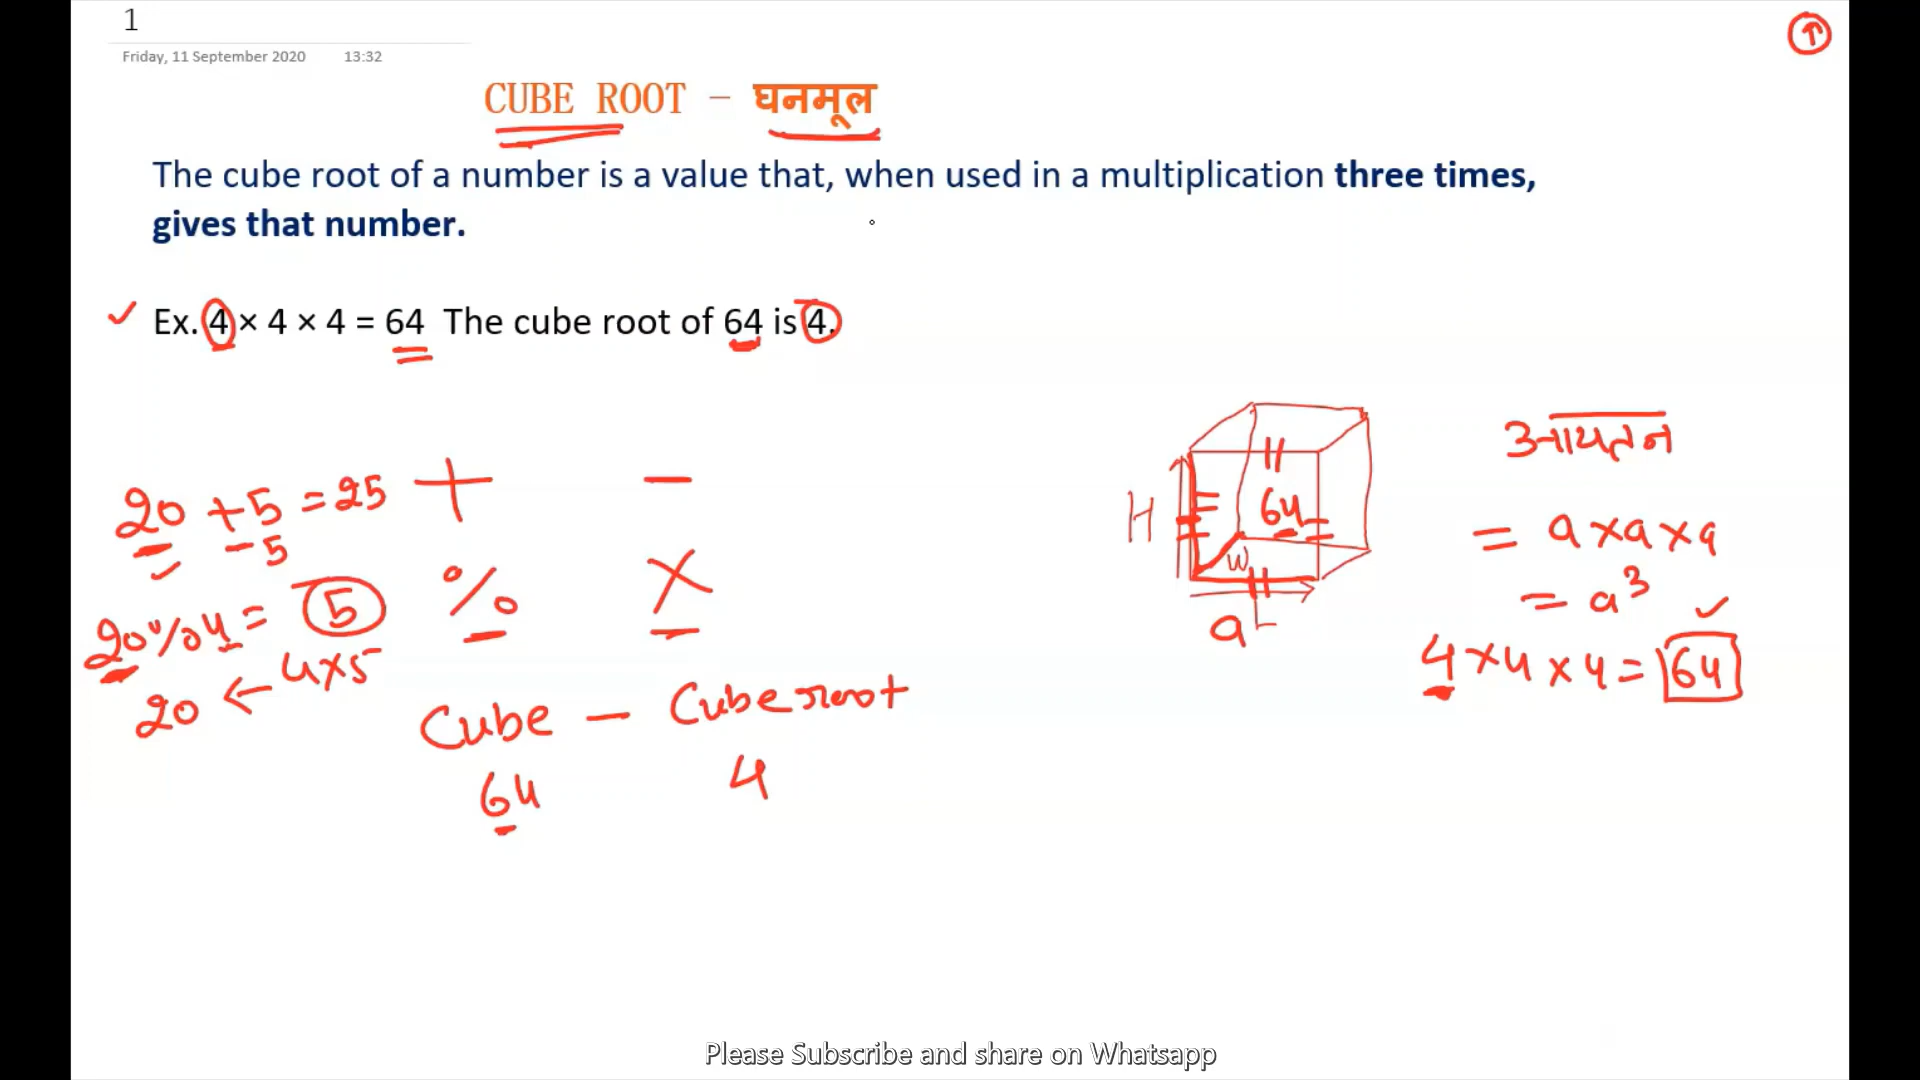 1
Friday, 11 September 2020 13:32
CUBE ROOT - घनमूल
The cube root of a number is a value that, when used in a multiplication three times,
gives that number.
Ex. 4 × 4 × 4 = 64 The cube root of 64 is 4.
20 + 5 = 25 + -
- 5
20 % 4 = 5 % ×
20 ← 4×5
Cube - Cube root
64 4
H 64 W
a L
आयतन
= a × a × a
= a³
4 × 4 × 4 = 64
Please Subscribe and share on Whatsapp